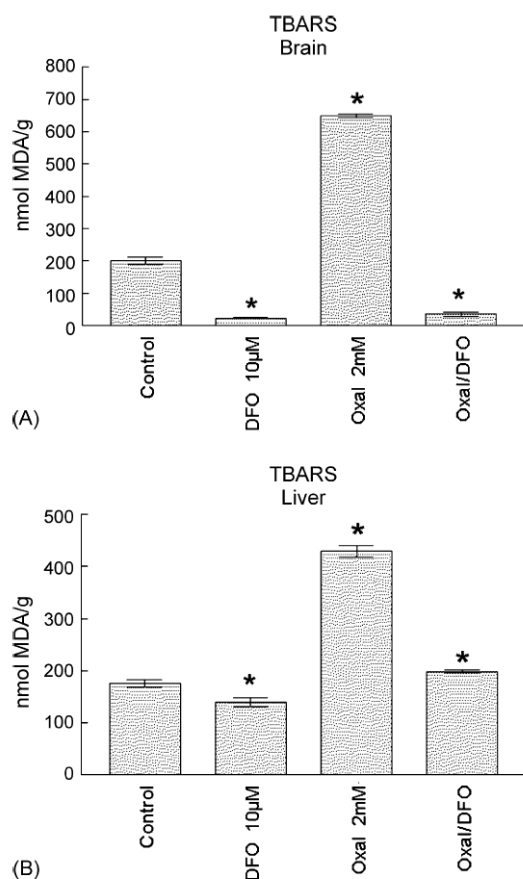 TBARS
Brain
nmol MDA/g
800
700
600
500
400
300
200
100
0
*
*
*
Control
DFO 10µM
Oxal 2mM
Oxal/DFO
(A)
TBARS
Liver
nmol MDA/g
500
400
300
200
100
0
*
*
*
Control
DFO 10µM
Oxal 2mM
Oxal/DFO
(B)